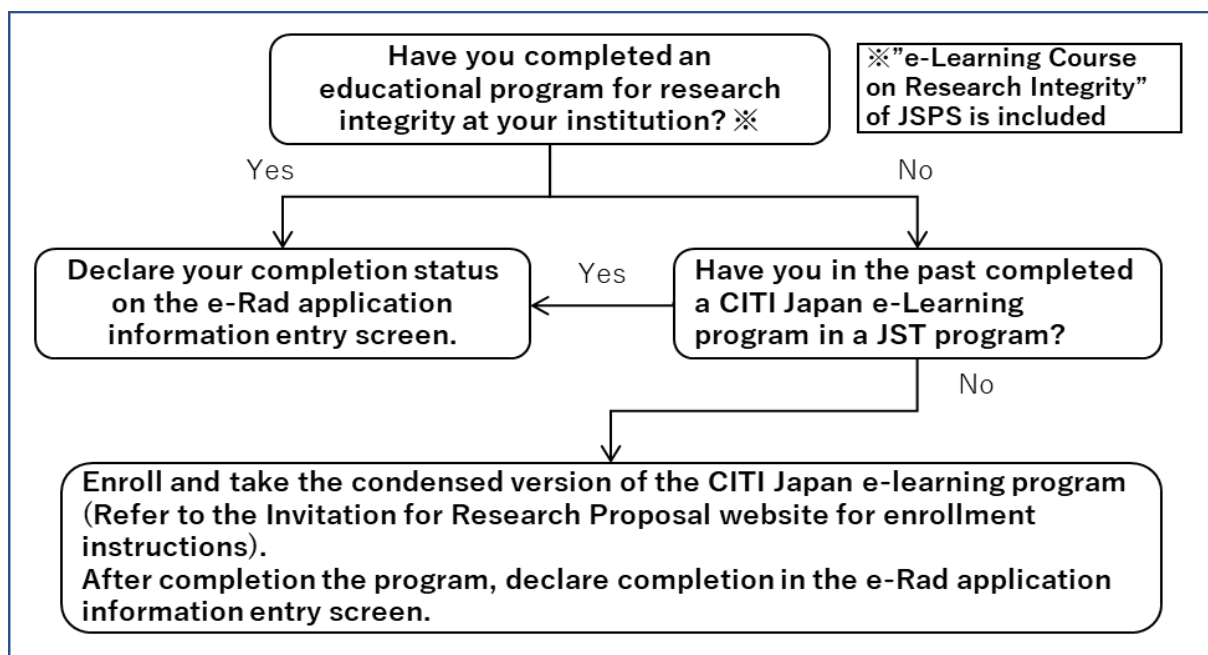 Have you completed an
educational program for research
integrity at your institution? ※
※"e-Learning Course
on Research Integrity"
of JSPS is included
Yes
No
Declare your completion status
on the e-Rad application
information entry screen.
Yes
Have you in the past completed
a CITI Japan e-Learning
program in a JST program?
No
Enroll and take the condensed version of the CITI Japan e-learning program
(Refer to the Invitation for Research Proposal website for enrollment
instructions).
After completion the program, declare completion in the e-Rad application
information entry screen.